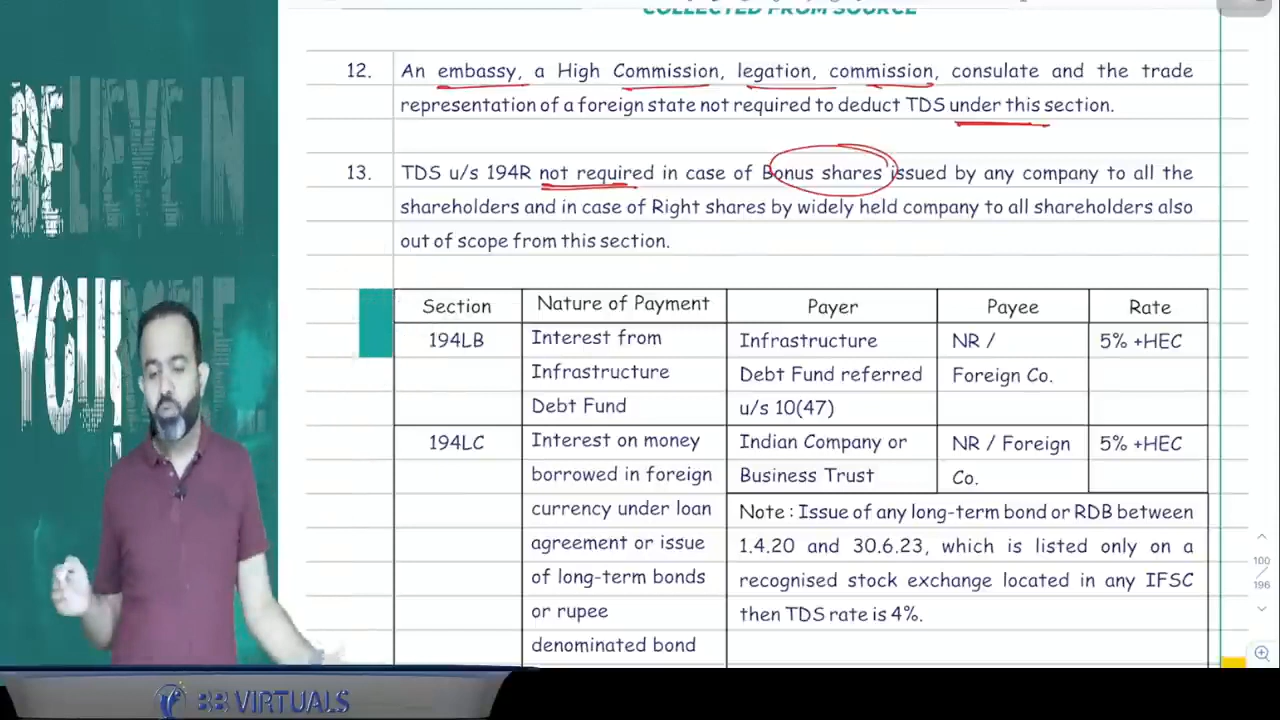 COLLECTED FROM SOURCE
12. An embassy, a High Commission, legation, commission, consulate and the trade
representation of a foreign state not required to deduct TDS under this section.
13. TDS u/s 194R not required in case of Bonus shares issued by any company to all the
shareholders and in case of Right shares by widely held company to all shareholders also
out of scope from this section.
Section Nature of Payment Payer Payee Rate
194LB Interest from Infrastructure NR / 5% +HEC
Infrastructure Debt Fund referred Foreign Co.
Debt Fund u/s 10(47)
194LC Interest on money Indian Company or NR / Foreign 5% +HEC
borrowed in foreign Business Trust Co.
currency under loan Note : Issue of any long-term bond or RDB between
agreement or issue 1.4.20 and 30.6.23, which is listed only on a
of long-term bonds recognised stock exchange located in any IFSC
or rupee then TDS rate is 4%.
denominated bond
100
/
196
BELIEVE IN
YOURSELF
BB VIRTUALS